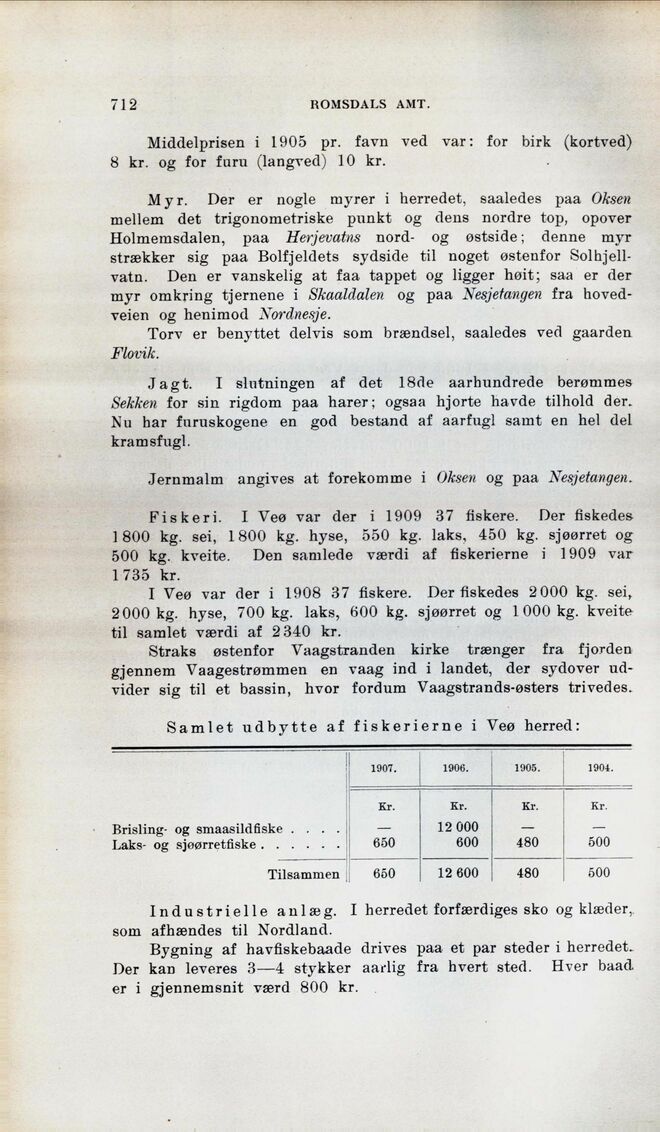 712 ROMSDALS AMT.
Middelprisen i 1905 pr. favn ved var: for birk (kortved)
8 kr. og for furu (langved) 10 kr.
Myr. Der er nogle myrer i herredet, saaledes paa Oksen
mellem det trigonometriske punkt og dens nordre top, opover
Holmemsdalen, paa Herjevatns nord- og østside; denne myr
strækker sig paa Bolfjeldets sydside til noget østenfor Solhjell-
vatn. Den er vanskelig at faa tappet og ligger høit; saa er der
myr omkring tjernene i Skaaldalen og paa Nesjetangen fra hoved-
veien og henimod Nordnesje.
Torv er benyttet delvis som brændsel, saaledes ved gaarden
Flovik.
Jagt. I slutningen af det 18de aarhundrede berømmes
Sekken for sin rigdom paa harer; ogsaa hjorte havde tilhold der.
Nu har furuskogene en god bestand af aarfugl samt en hel del
kramsfugl.
Jernmalm angives at forekomme i Oksen og paa Nesjetangen.
Fiskeri. I Veø var der i 1909 37 fiskere. Der fiskedes
1800 kg. sei, 1800 kg. hyse, 550 kg. laks, 450 kg. sjøørret og
500 kg. kveite. Den samlede værdi af fiskerierne i 1909 var
1735 kr.
I Veø var der i 1908 37 fiskere. Der fiskedes 2000 kg. sei,
2000 kg. hyse, 700 kg. laks, 600 kg. sjøørret og 1000 kg. kveite
til samlet værdi af 2340 kr.
Straks østenfor Vaagstranden kirke trænger fra fjorden
gjennem Vaagestrømmen en vaag ind i landet, der sydover ud-
vider sig til et bassin, hvor fordum Vaagstrands-østers trivedes.
Samlet udbytte af fiskerierne i Veø herred:
1907. 1906. 1905. 1904.
Kr. Kr. Kr. Kr.
Brisling- og smaasildfiske . . . . — 12 000 — —
Laks- og sjøørretfiske . . . . . . 650 600 480 500
Tilsammen 650 12 600 480 500
Industrielle anlæg. I herredet forfærdiges sko og klæder,
som afhændes til Nordland.
Bygning af havfiskebaade drives paa et par steder i herredet.
Der kan leveres 3—4 stykker aarlig fra hvert sted. Hver baad
er i gjennemsnit værd 800 kr.